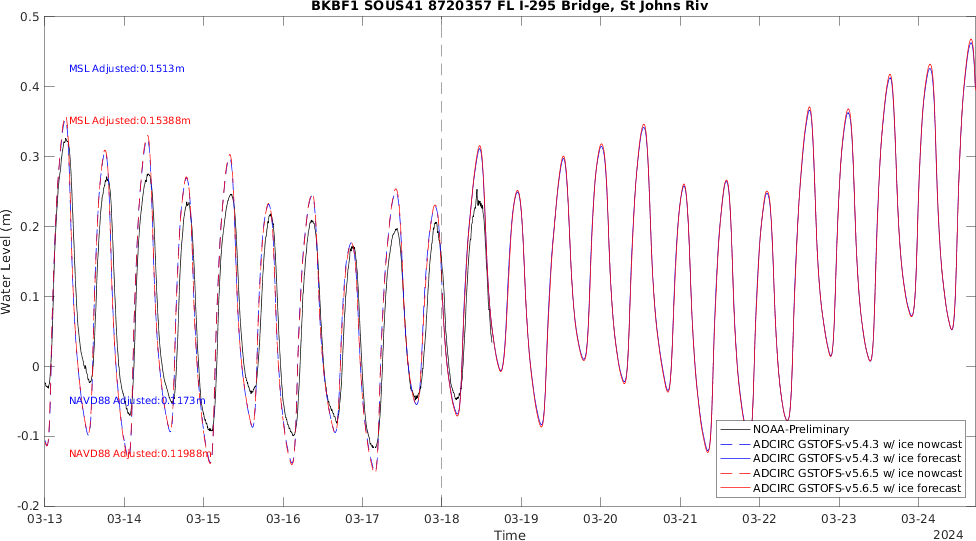 BKBF1 SOUS41 8720357 FL I-295 Bridge, St Johns Riv
0.5
0.4
0.3
0.2
0.1
0
-0.1
-0.2
Water Level (m)
MSL Adjusted:0.1513m
MSL Adjusted:0.15388m
NAVD88 Adjusted:0.1173m
NAVD88 Adjusted:0.11988m
NOAA-Preliminary
ADCIRC GSTOFS-v5.4.3 w/ ice nowcast
ADCIRC GSTOFS-v5.4.3 w/ ice forecast
ADCIRC GSTOFS-v5.6.5 w/ ice nowcast
ADCIRC GSTOFS-v5.6.5 w/ ice forecast
03-13 03-14 03-15 03-16 03-17 03-18 03-19 03-20 03-21 03-22 03-23 03-24
Time
2024